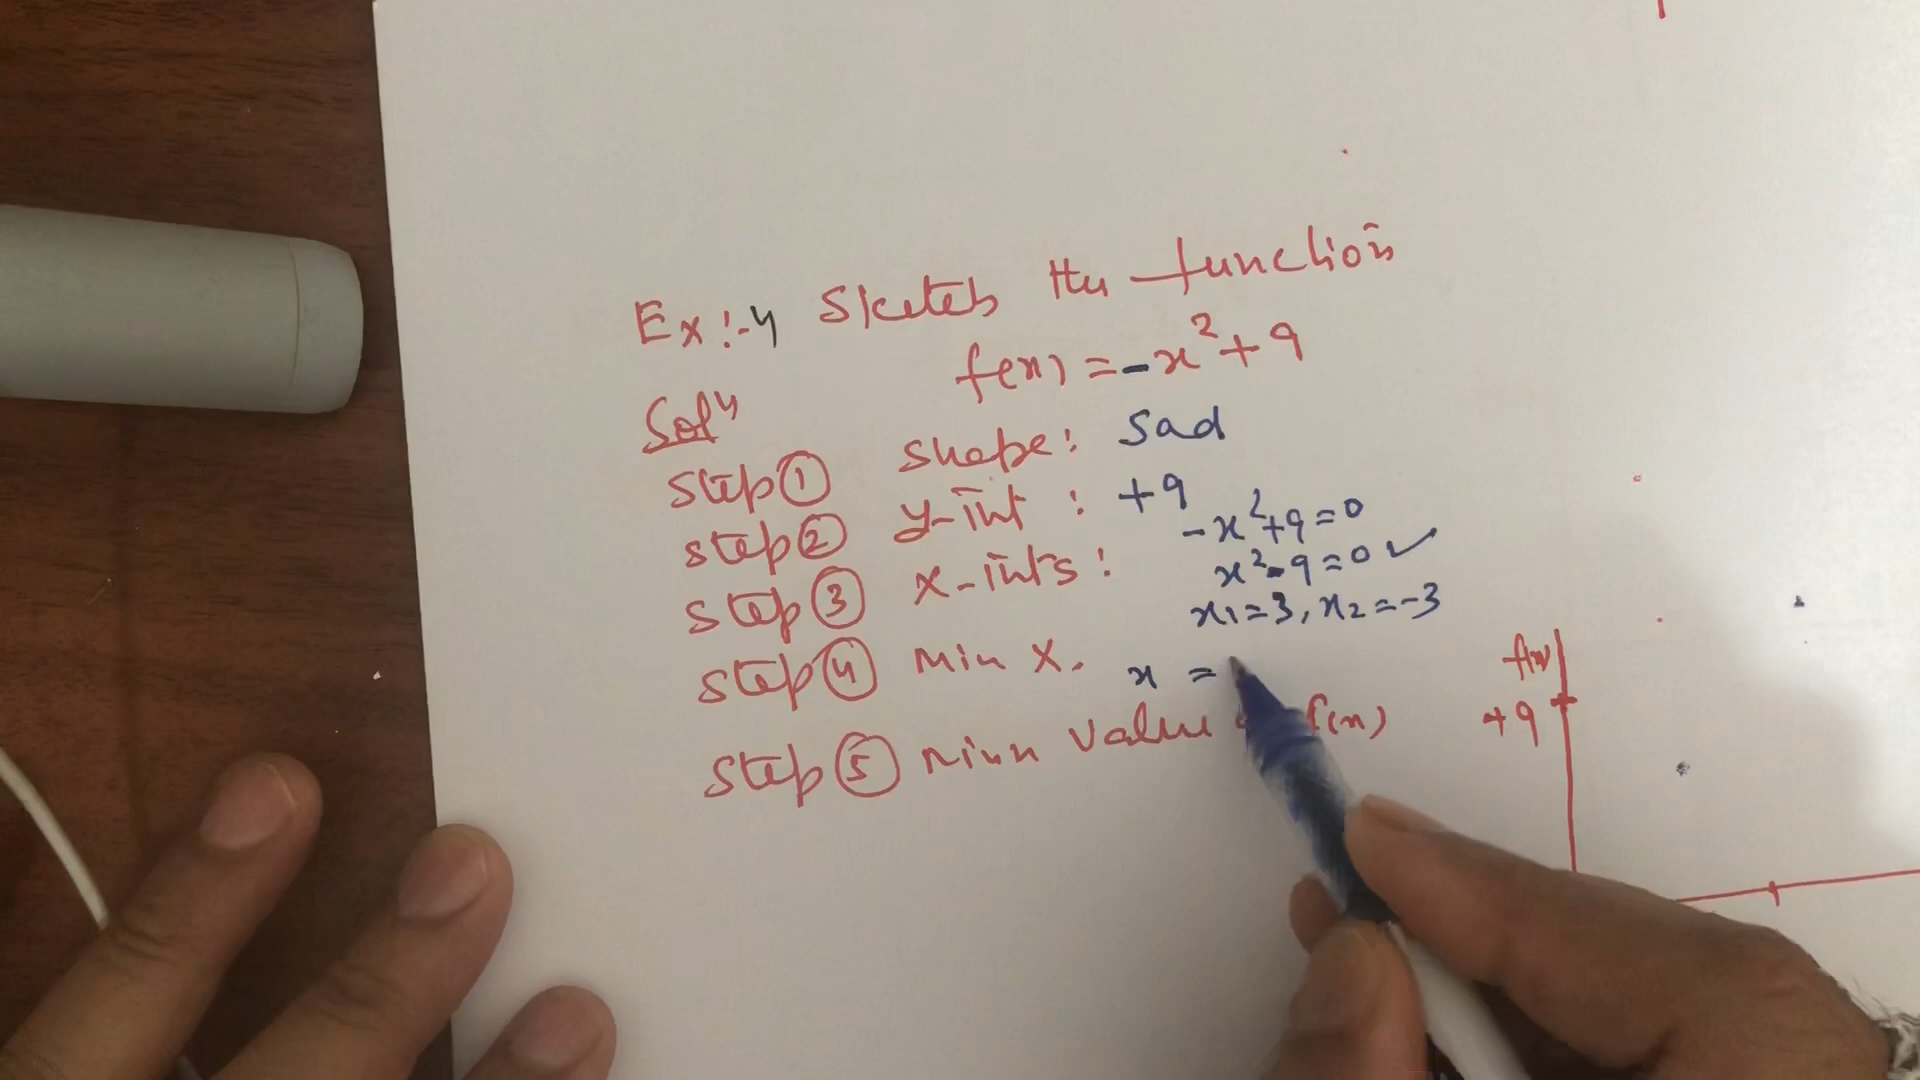 Ex:-4 Sketch the function
f(x) = -x²+9
Solⁿ
Step ① Shape: Sad
Step ② y-int : +9
Step ③ x-ints: -x²+9=0
x²-9=0 ✓
x1=3, x2=-3
Step ④ Min X. x =
Step ⑤ Min Value f(x)
f(x)
+9